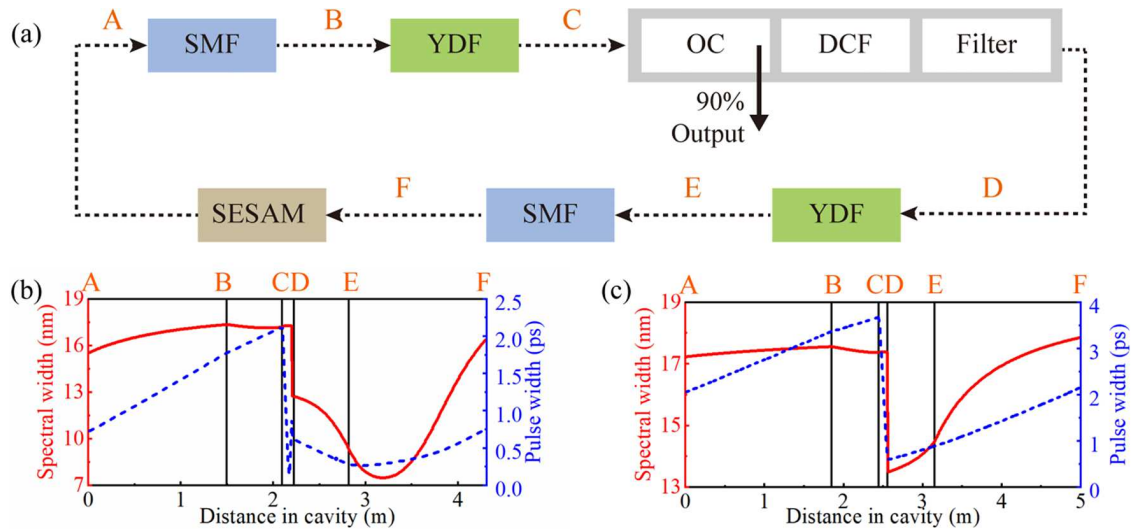 (a)
A
SMF
B
YDF
C
OC
DCF
Filter
90%
Output
SESAM
F
SMF
E
YDF
D
(b)
A
B
C
D
E
F
19
16
13
10
7
Spectral width (nm)
2.5
2.0
1.5
1.0
0.5
0.0
Pulse width (ps)
0
1
2
3
4
Distance in cavity (m)
(c)
A
B
C
D
E
F
19
17
15
13
Spectral width (nm)
4
3
2
1
0
Pulse width (ps)
0
1
2
3
4
5
Distance in cavity (m)